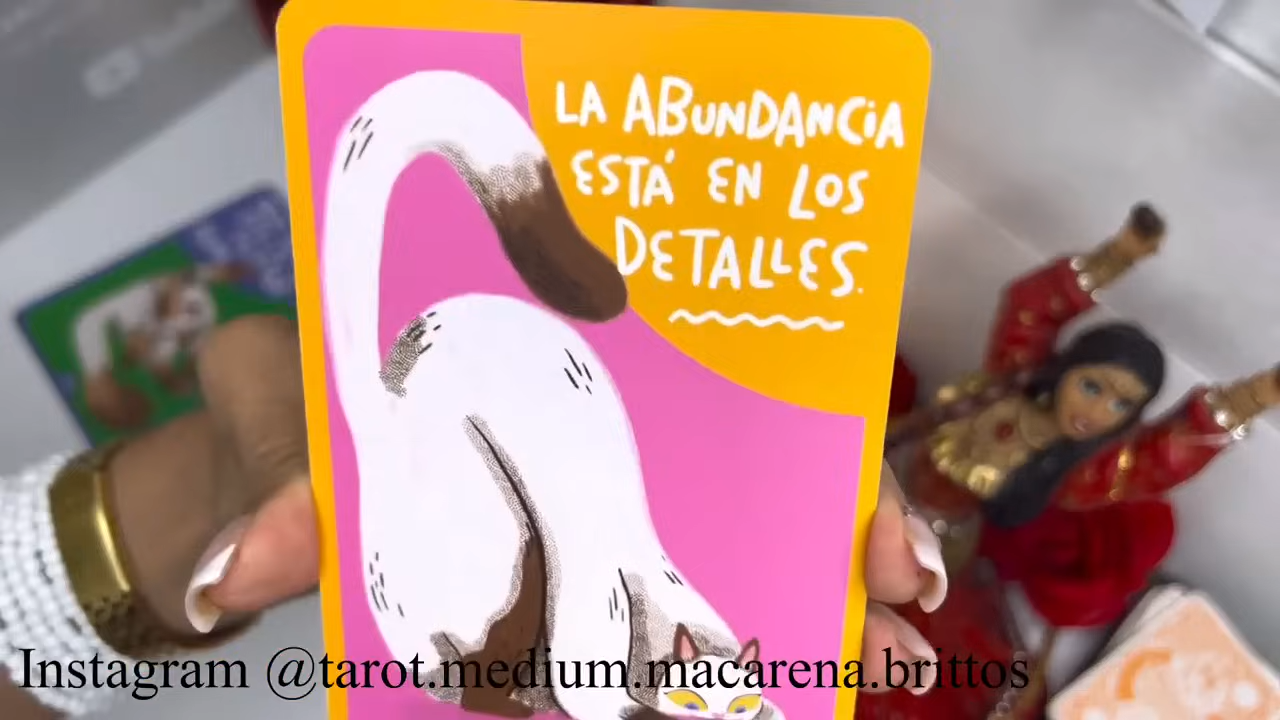 LA ABUNDANCiA
ESTÁ EN LOS
DETALLES.
Instagram @tarot.medium.macarena.brittos